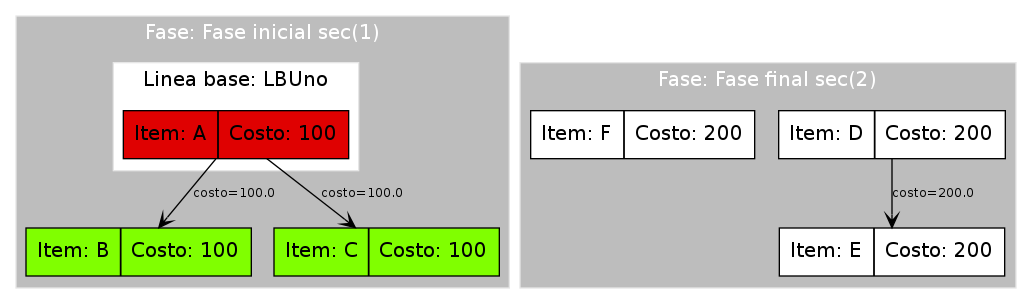 Fase: Fase inicial sec(1)
Linea base: LBUno
Item: A Costo: 100
costo=100.0 costo=100.0
Item: B Costo: 100
Item: C Costo: 100
Fase: Fase final sec(2)
Item: F Costo: 200
Item: D Costo: 200
costo=200.0
Item: E Costo: 200